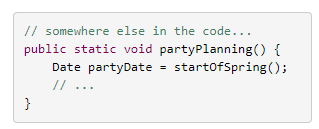 // somewhere else in the code...
public static void partyPlanning() {
    Date partyDate = startOfSpring();
    // ...
}